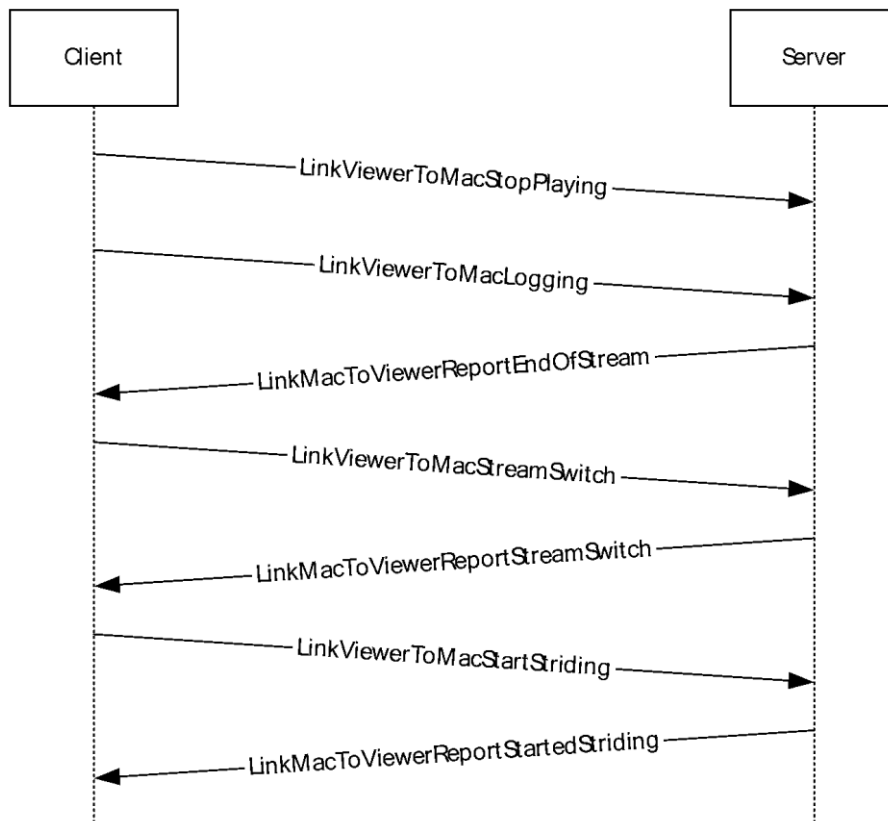 Client
Server
LinkViewerToMacStopPlaying
LinkViewerToMacLogging
LinkMacToViewerReportEndOfStream
LinkViewerToMacStreamSwitch
LinkMacToViewerReportStreamSwitch
LinkViewerToMacStartStriding
LinkMacToViewerReportStartedStriding